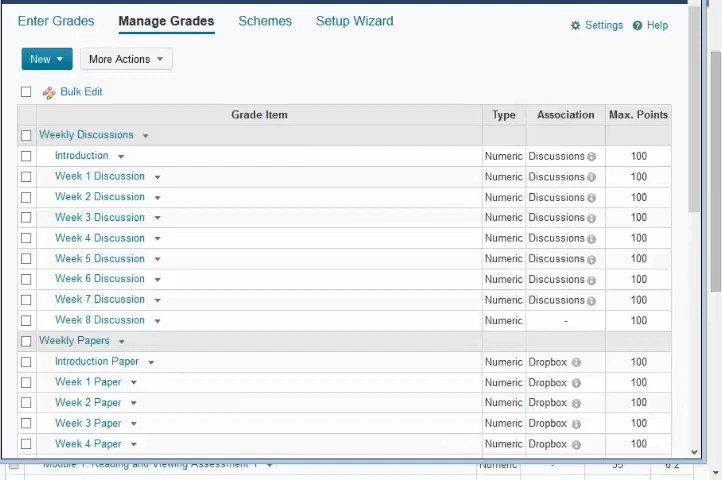 Enter Grades Manage Grades Schemes Setup Wizard Settings Help
New More Actions
Bulk Edit
Grade Item Type Association Max. Points
Weekly Discussions
Introduction Numeric Discussions 100
Week 1 Discussion Numeric Discussions 100
Week 2 Discussion Numeric Discussions 100
Week 3 Discussion Numeric Discussions 100
Week 4 Discussion Numeric Discussions 100
Week 5 Discussion Numeric Discussions 100
Week 6 Discussion Numeric Discussions 100
Week 7 Discussion Numeric Discussions 100
Week 8 Discussion Numeric - 100
Weekly Papers
Introduction Paper Numeric Dropbox 100
Week 1 Paper Numeric Dropbox 100
Week 2 Paper Numeric Dropbox 100
Week 3 Paper Numeric Dropbox 100
Week 4 Paper Numeric Dropbox 100
Module 1: Reading and Viewing Assessment 1 Numeric - 55 6.2